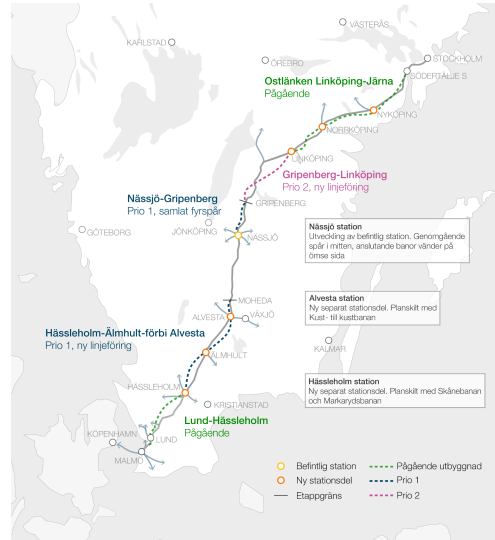 VÄSTERÅS
KARLSTAD
ÖREBRO
STOCKHOLM
SÖDERTÄLJE S
Ostlänken Linköping-Järna
Pågående
NYKÖPING
NORRKÖPING
LINKÖPING
Gripenberg-Linköping
Prio 2, ny linjeföring
Nässjö-Gripenberg
Prio 1, samlat fyrspår
GRIPENBERG
GÖTEBORG
JÖNKÖPING
NÄSSJÖ
Nässjö station
Utveckling av befintlig station. Genomgående
spår i mitten, anslutande banor vänder på
ömse sida
MOHEDA
Alvesta station
Ny separat stationsdel. Planskilt med
Kust- till kustbanan
ALVESTA
VÄXJÖ
Hässleholm-Älmhult-förbi Alvesta
Prio 1, ny linjeföring
ÄLMHULT
KALMAR
HÄSSLEHOLM
Hässleholm station
Ny separat stationsdel. Planskilt med Skånebanan
och Markarydsbanan
KRISTIANSTAD
Lund-Hässleholm
Pågående
KÖPENHAMN
LUND
MALMÖ
Befintlig station
Ny stationsdel
Etappgräns
Pågående utbyggnad
Prio 1
Prio 2